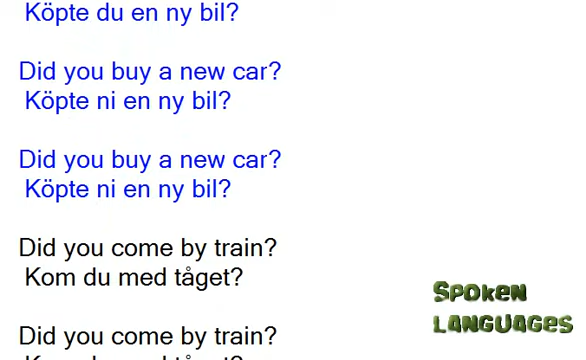 Köpte du en ny bil?
Did you buy a new car?
Köpte ni en ny bil?
Did you buy a new car?
Köpte ni en ny bil?
Did you come by train?
Kom du med tåget?
Did you come by train?
SPOKEN
LANGUAGES